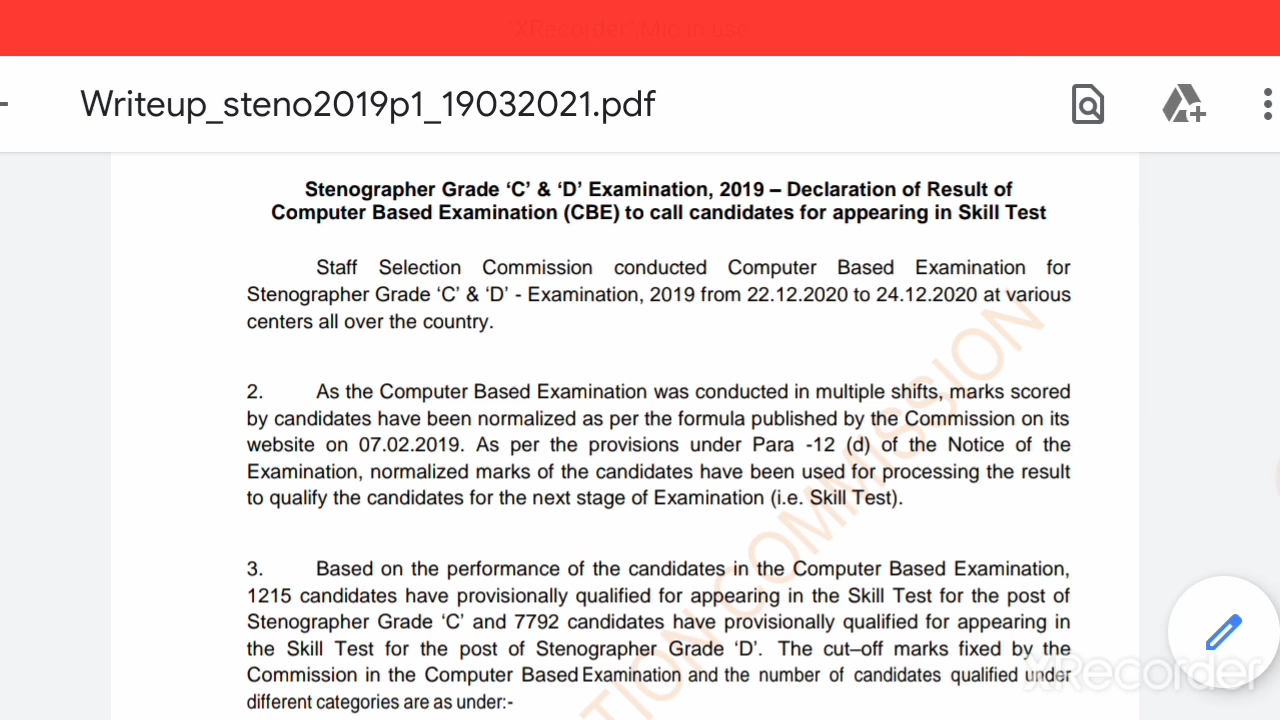 "XRecorder" Mic in use
Writeup_steno2019p1_19032021.pdf
Stenographer Grade ‘C’ & ‘D’ Examination, 2019 – Declaration of Result of
Computer Based Examination (CBE) to call candidates for appearing in Skill Test
Staff Selection Commission conducted Computer Based Examination for
Stenographer Grade ‘C’ & ‘D’ - Examination, 2019 from 22.12.2020 to 24.12.2020 at various
centers all over the country.
2. As the Computer Based Examination was conducted in multiple shifts, marks scored
by candidates have been normalized as per the formula published by the Commission on its
website on 07.02.2019. As per the provisions under Para -12 (d) of the Notice of the
Examination, normalized marks of the candidates have been used for processing the result
to qualify the candidates for the next stage of Examination (i.e. Skill Test).
3. Based on the performance of the candidates in the Computer Based Examination,
1215 candidates have provisionally qualified for appearing in the Skill Test for the post of
Stenographer Grade ‘C’ and 7792 candidates have provisionally qualified for appearing in
the Skill Test for the post of Stenographer Grade ‘D’. The cut–off marks fixed by the
Commission in the Computer Based Examination and the number of candidates qualified under
different categories are as under:-
TION COMMISSION
XRecorder